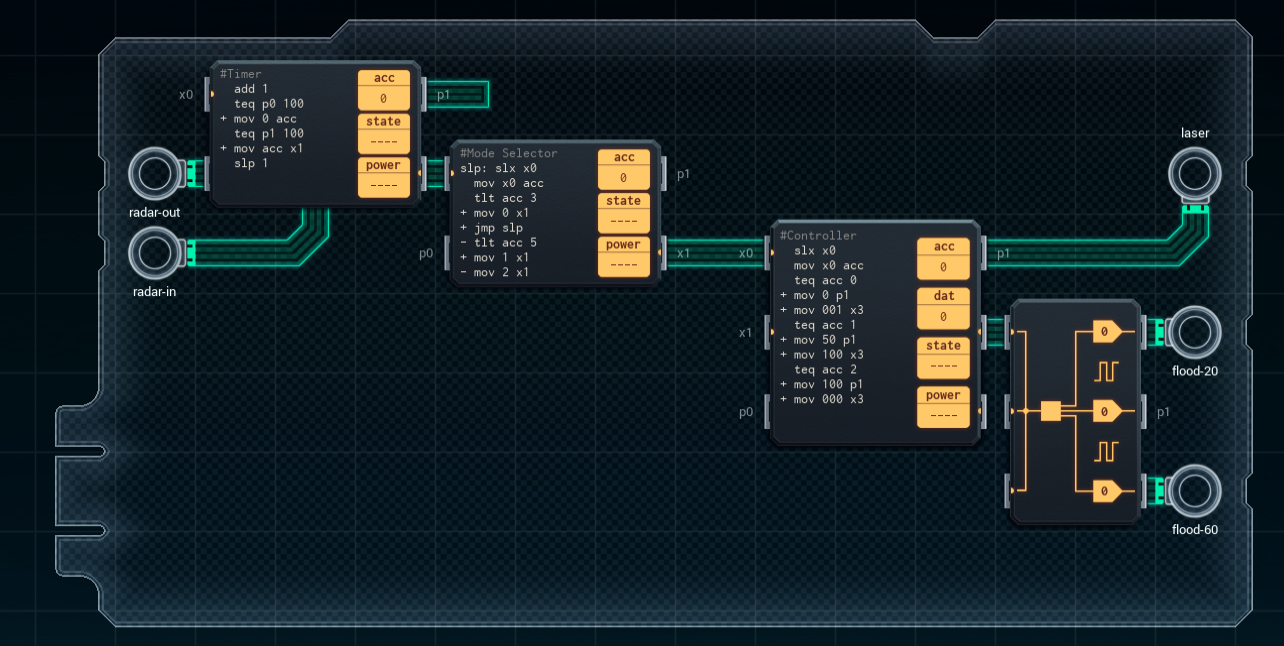 #Timer
add 1
teq p0 100
+ mov 0 acc
teq p1 100
+ mov acc x1
slp 1
acc
0
state
----
power
----
x0
p1
radar-out
radar-in
#Mode Selector
slp: slx x0
mov x0 acc
tlt acc 3
+ mov 0 x1
+ jmp slp
- tlt acc 5
+ mov 1 x1
- mov 2 x1
acc
0
state
----
power
----
p1
p0
x1
x0
laser
#Controller
slx x0
mov x0 acc
teq acc 0
+ mov 0 p1
+ mov 001 x3
teq acc 1
+ mov 50 p1
+ mov 100 x3
teq acc 2
+ mov 100 p1
+ mov 000 x3
acc
0
dat
0
state
----
power
----
p1
x1
p0
0
0
0
p1
flood-20
flood-60